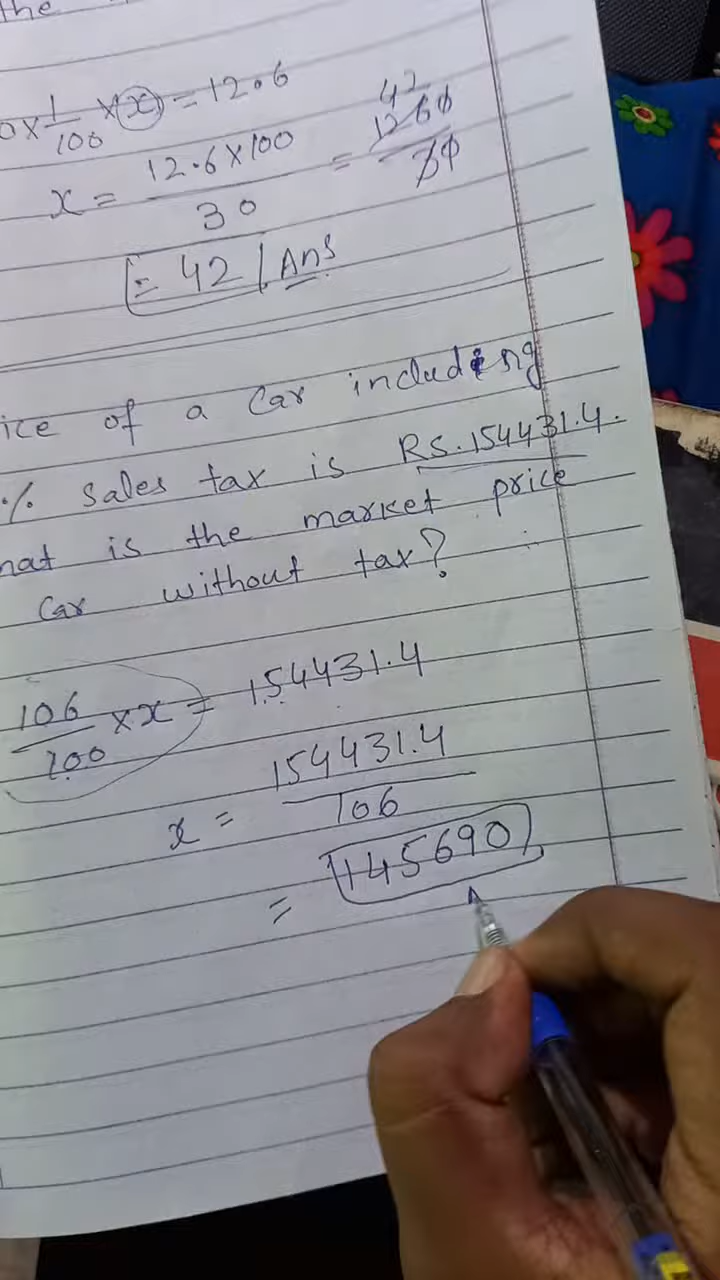 the
0 × 1/100 × x = 12.6
x = 12.6 × 100 / 30 = 1260 / 30 42
= 42 Ans
ice of a Car including
% sales tax is RS. 154431.4.
hat is the market price
Car without tax?
106/100 × x = 154431.4
x = 154431.4 / 106
= 145690